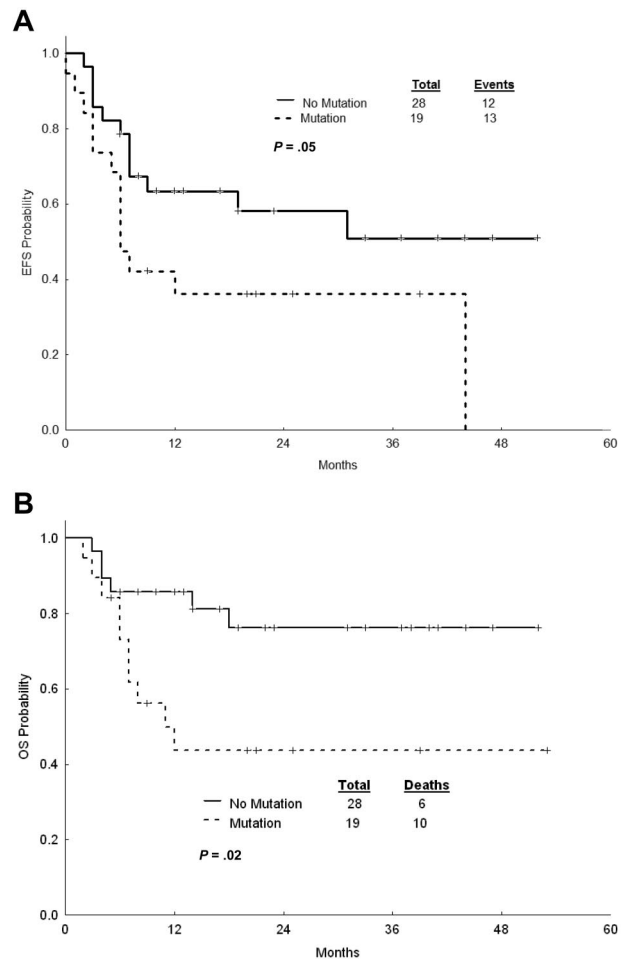 A
Total Events
No Mutation 28 12
Mutation 19 13
P = .05
EFS Probability
1.0
0.8
0.6
0.4
0.2
0.0
0 12 24 36 48 60
Months
B
1.0
0.8
0.6
0.4
0.2
0.0
OS Probability
Total Deaths
No Mutation 28 6
Mutation 19 10
P = .02
0 12 24 36 48 60
Months